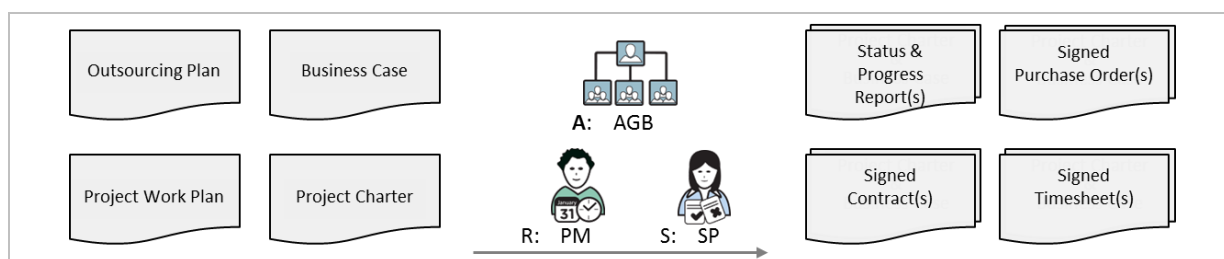 Outsourcing Plan
Business Case
Project Work Plan
Project Charter
A: AGB
January
31
R: PM
S: SP
Status &
Progress
Report(s)
Signed
Purchase Order(s)
Signed
Contract(s)
Signed
Timesheet(s)